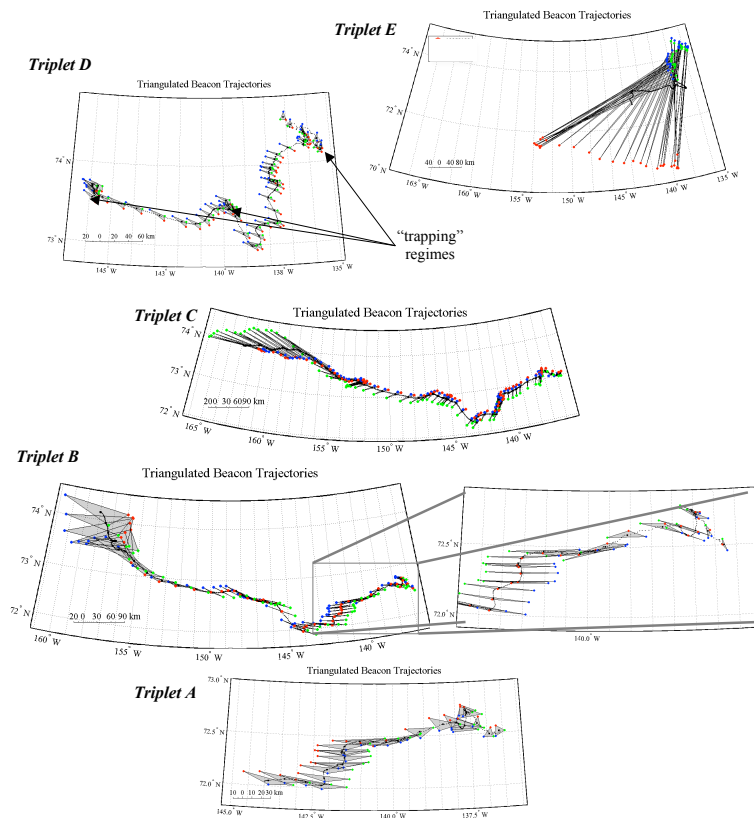 Triplet E
Triangulated Beacon Trajectories
74° N
72° N
70° N
40 0 40 80 km
165° W
160° W
155° W
150° W
145° W
140° W
135° W
Triplet D
Triangulated Beacon Trajectories
74° N
73° N
20 0 20 40 60 km
145° W
143° W
140° W
138° W
135° W
“trapping”
regimes
Triplet C
Triangulated Beacon Trajectories
74° N
73° N
72° N
200 30 6090 km
165° W
160° W
155° W
150° W
145° W
140° W
Triplet B
Triangulated Beacon Trajectories
74° N
73° N
72° N
20 0 30 60 90 km
160° W
155° W
150° W
145° W
140° W
72.5° N
72.0° N
140.0° W
Triplet A
Triangulated Beacon Trajectories
73.0° N
72.5° N
72.0° N
10 0 10 20 30 km
145.0° W
142.5° W
140.0° W
137.5° W